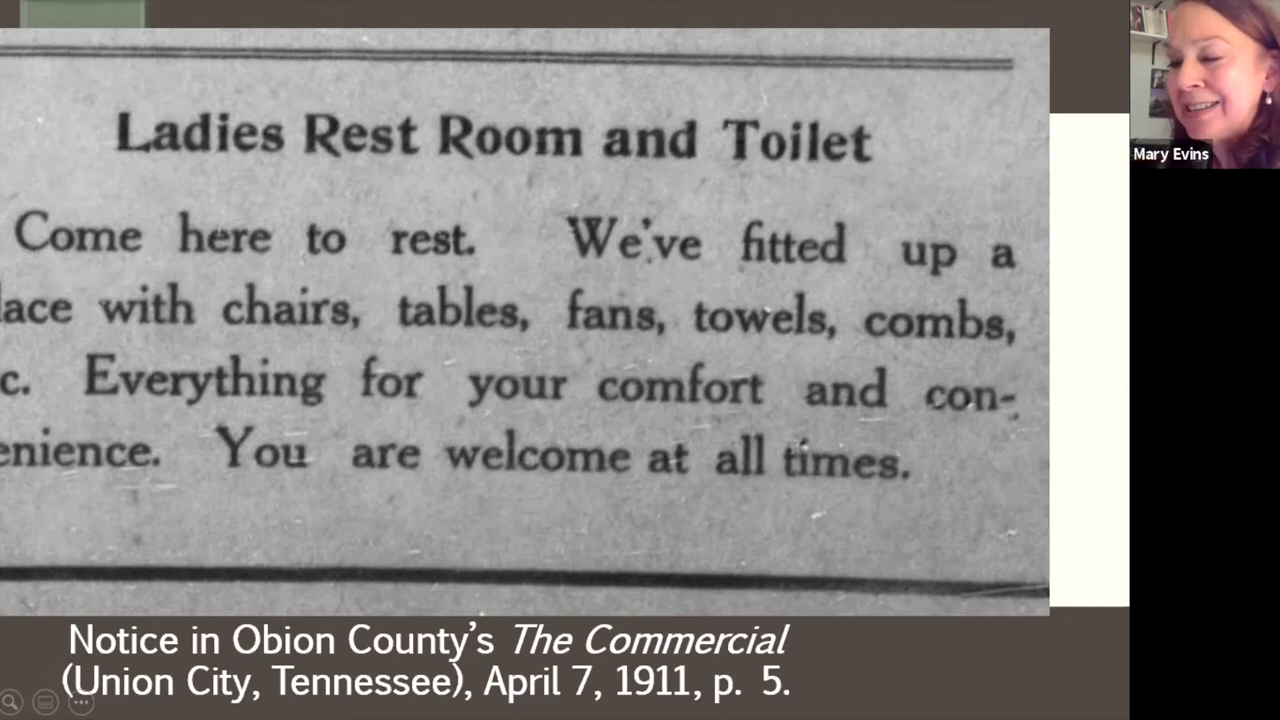 Ladies Rest Room and Toilet
Come here to rest. We've fitted up a
lace with chairs, tables, fans, towels, combs,
c. Everything for your comfort and con-
enience. You are welcome at all times.
Notice in Obion County's The Commercial
(Union City, Tennessee), April 7, 1911, p. 5.
Mary Evins